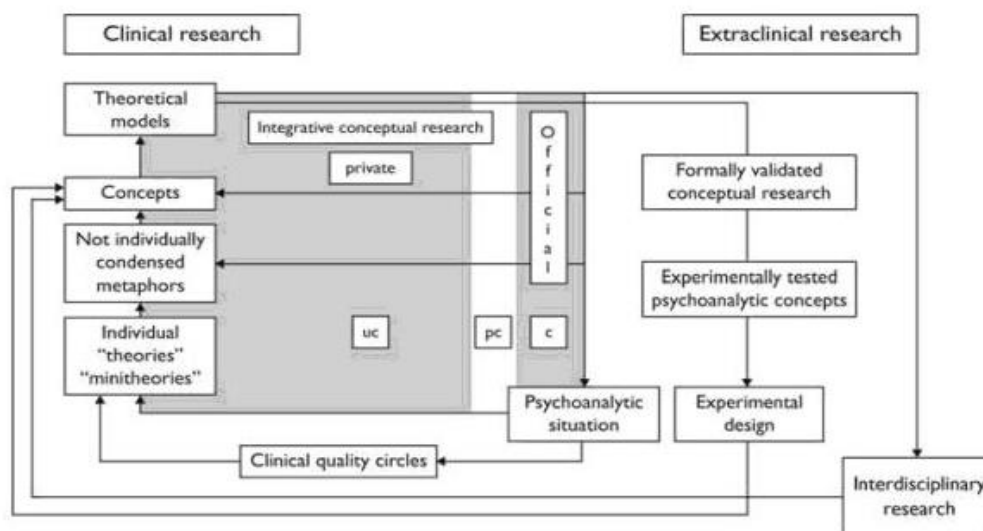 Clinical research
Extraclinical research
Theoretical
models
Integrative conceptual research
private
Official
Concepts
Formally validated
conceptual research
Not individually
condensed
metaphors
Experimentally tested
psychoanalytic concepts
Individual
“theories”
“minitheories”
uc
pc
c
Psychoanalytic
situation
Experimental
design
Clinical quality circles
Interdisciplinary
research